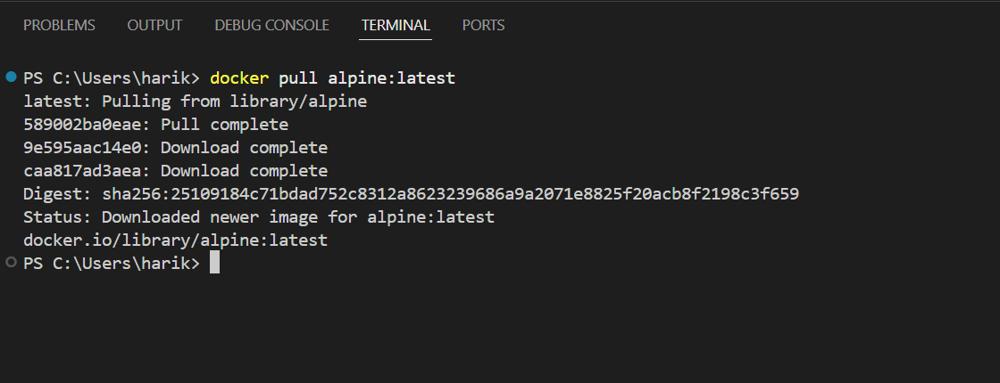 PROBLEMS OUTPUT DEBUG CONSOLE TERMINAL PORTS
PS C:\Users\harik> docker pull alpine:latest
latest: Pulling from library/alpine
589002ba0eae: Pull complete
9e595aac14e0: Download complete
caa817ad3aea: Download complete
Digest: sha256:25109184c71bdad752c8312a8623239686a9a2071e8825f20acb8f2198c3f659
Status: Downloaded newer image for alpine:latest
docker.io/library/alpine:latest
PS C:\Users\harik>